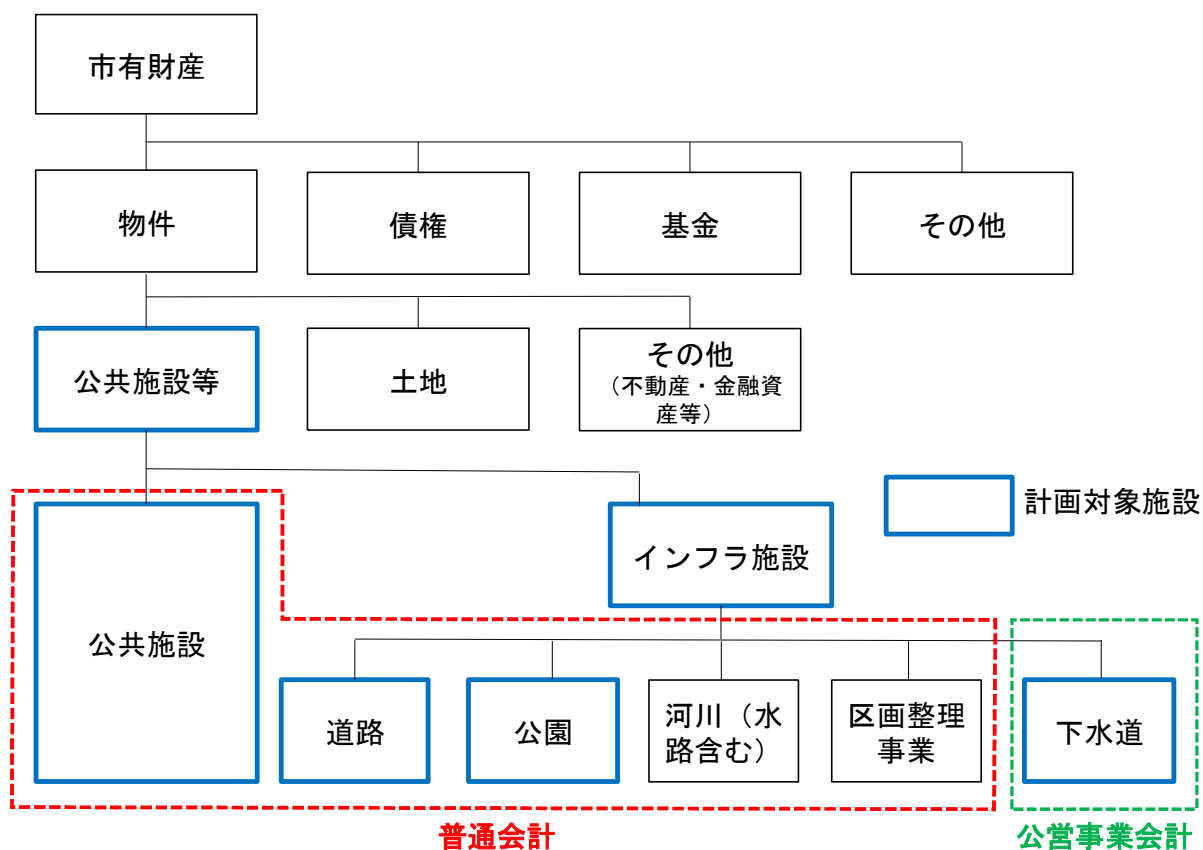 市有財産
物件
債権
基金
その他
公共施設等
土地
その他
（不動産・金融資
産等）
計画対象施設
インフラ施設
公共施設
道路
公園
河川（水
路含む）
区画整理
事業
下水道
普通会計
公営事業会計